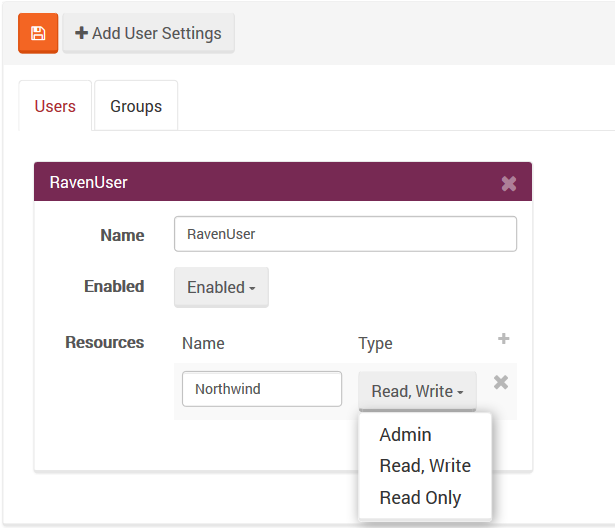 Add User Settings
Users Groups
RavenUser
Name RavenUser
Enabled Enabled
Resources Name Type
Northwind Read, Write
Admin
Read, Write
Read Only